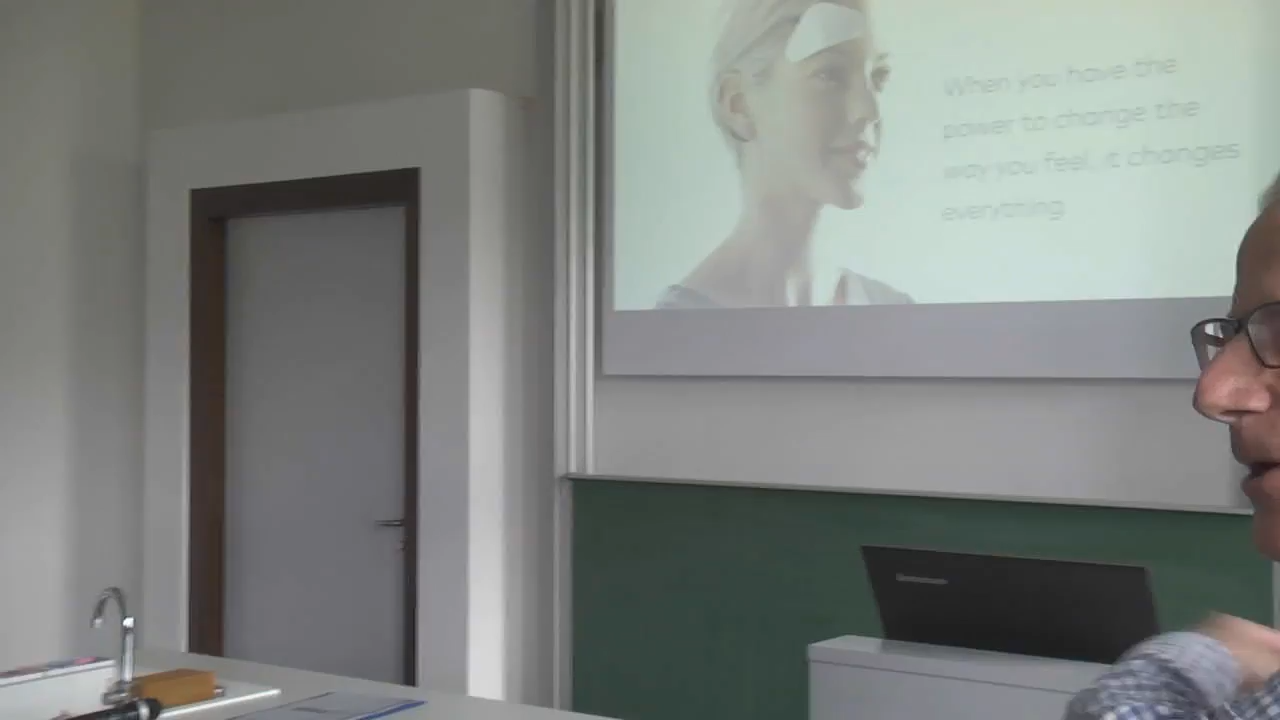 When you have the
power to change the
way you feel, it changes
everything.